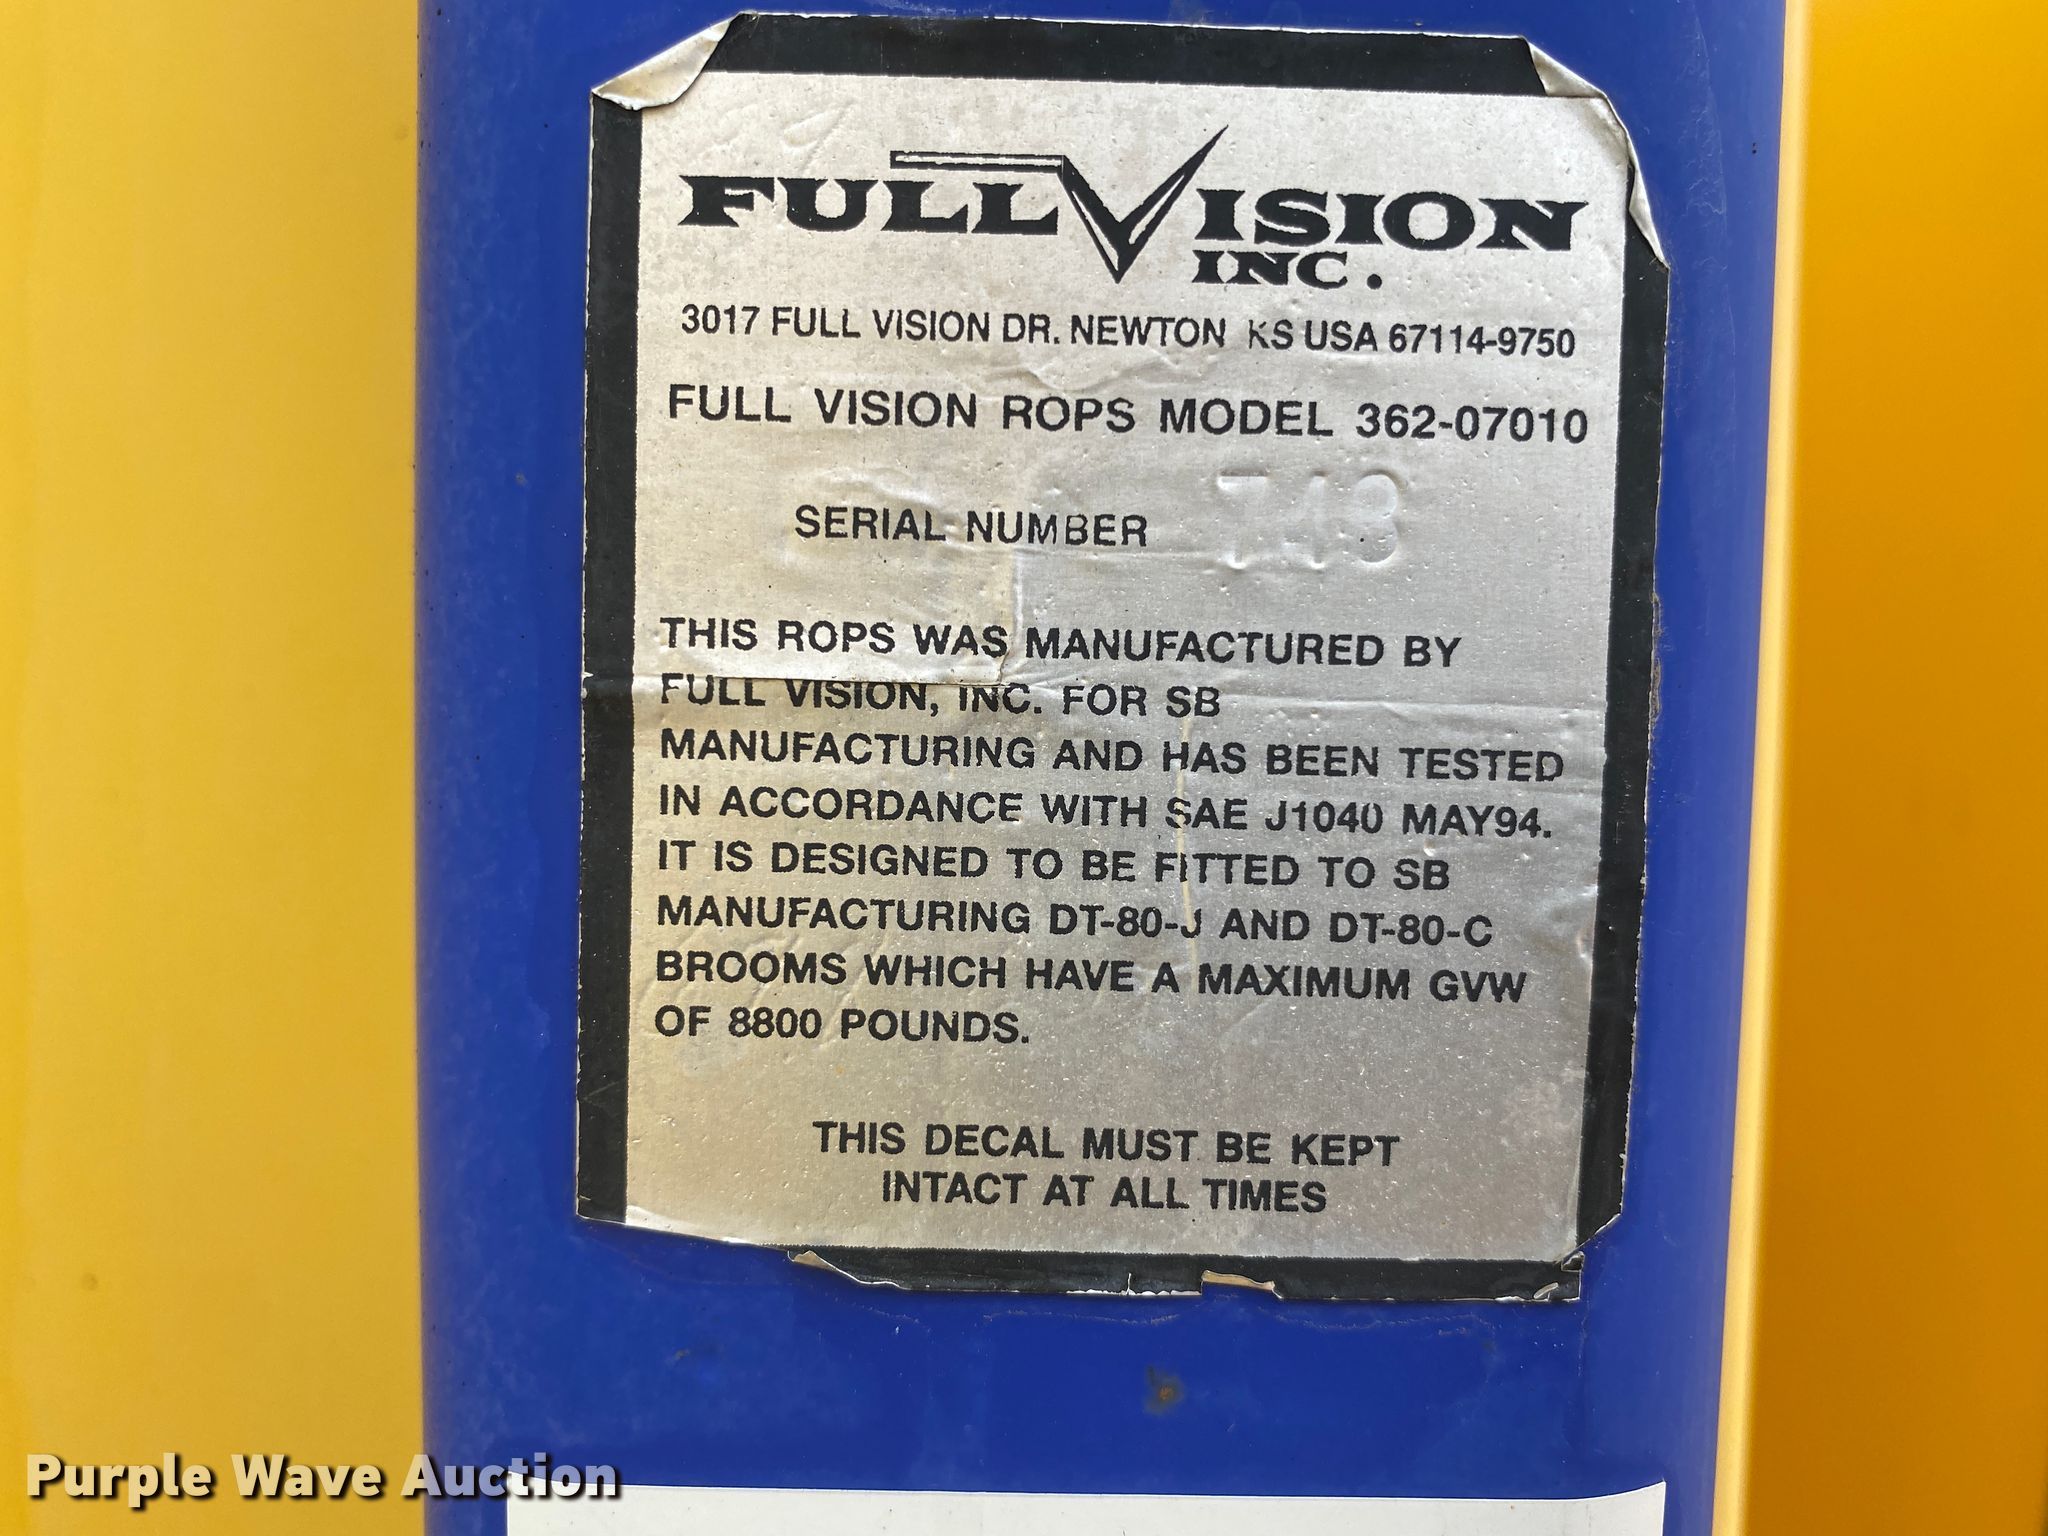 FULL VISION
INC.
3017 FULL VISION DR. NEWTON KS USA 67114-9750
FULL VISION ROPS MODEL 362-07010
SERIAL NUMBER 743
THIS ROPS WAS MANUFACTURED BY
FULL VISION, INC. FOR SB
MANUFACTURING AND HAS BEEN TESTED
IN ACCORDANCE WITH SAE J1040 MAY94.
IT IS DESIGNED TO BE FITTED TO SB
MANUFACTURING DT-80-J AND DT-80-C
BROOMS WHICH HAVE A MAXIMUM GVW
OF 8800 POUNDS.
THIS DECAL MUST BE KEPT
INTACT AT ALL TIMES
Purple Wave Auction